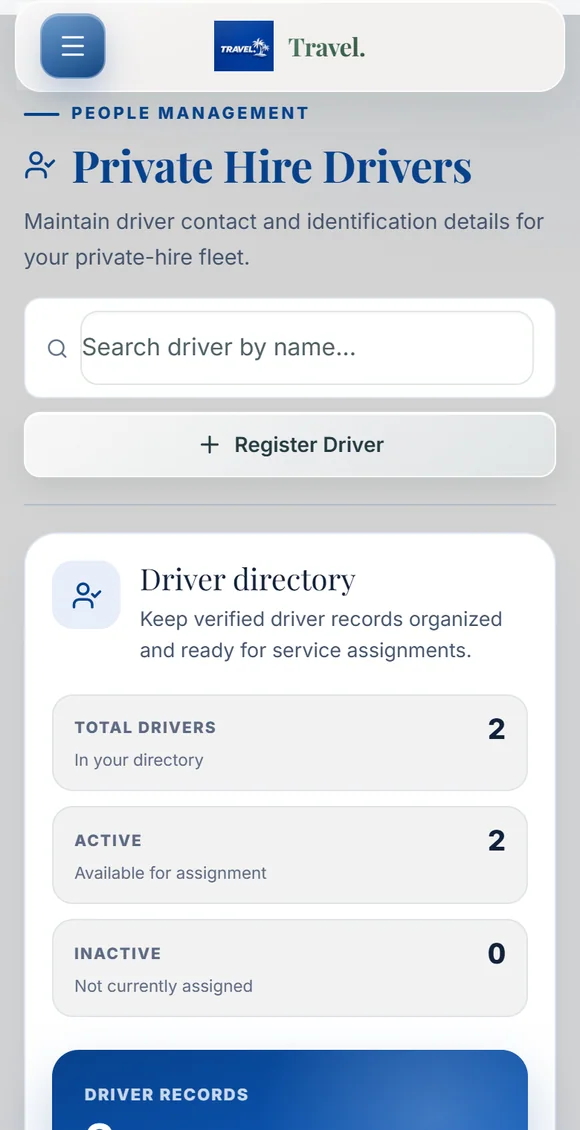 TRAVEL.
Travel.
PEOPLE MANAGEMENT
Private Hire Drivers
Maintain driver contact and identification details for
your private-hire fleet.
Search driver by name...
Register Driver
Driver directory
Keep verified driver records organized
and ready for service assignments.
TOTAL DRIVERS
2
In your directory
ACTIVE
2
Available for assignment
INACTIVE
0
Not currently assigned
DRIVER RECORDS